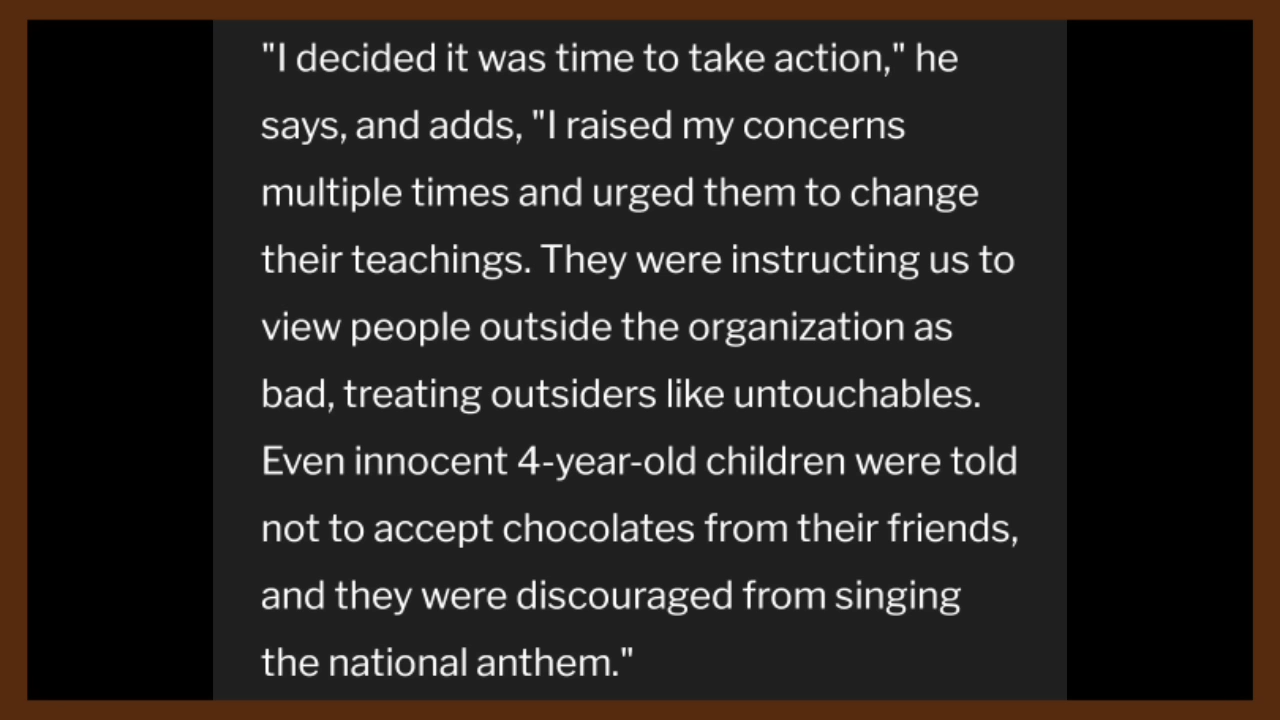 "I decided it was time to take action," he
says, and adds, "I raised my concerns
multiple times and urged them to change
their teachings. They were instructing us to
view people outside the organization as
bad, treating outsiders like untouchables.
Even innocent 4-year-old children were told
not to accept chocolates from their friends,
and they were discouraged from singing
the national anthem."